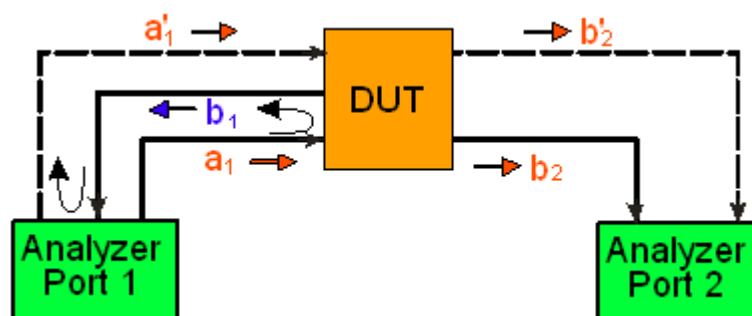 a'₁
b'₂
DUT
b₁
a₁
b₂
Analyzer
Port 1
Analyzer
Port 2